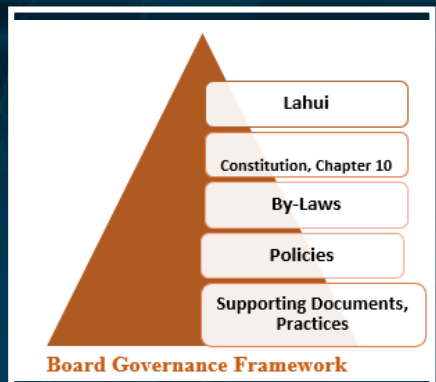 Lahui
Constitution, Chapter 10
By-Laws
Policies
Supporting Documents,
Practices
Board Governance Framework